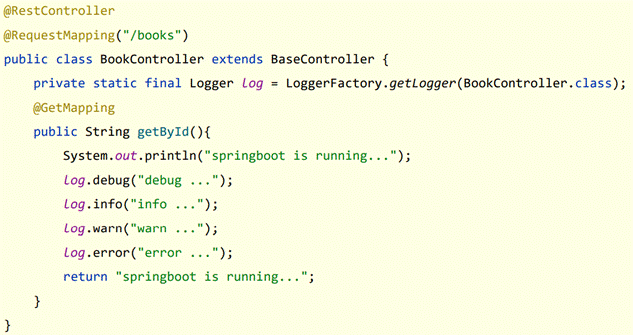 @RestController
@RequestMapping("/books")
public class BookController extends BaseController {
    private static final Logger log = LoggerFactory.getLogger(BookController.class);
    @GetMapping
    public String getById(){
        System.out.println("springboot is running...");
        log.debug("debug ...");
        log.info("info ...");
        log.warn("warn ...");
        log.error("error ...");
        return "springboot is running...";
    }
}